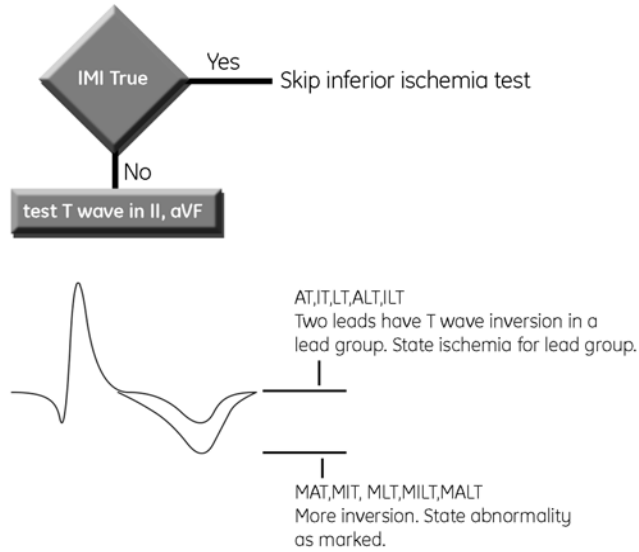 IMI True
Yes
Skip inferior ischemia test
No
test T wave in II, aVF
AT,IT,LT,ALT,ILT
Two leads have T wave inversion in a
lead group. State ischemia for lead group.
MAT,MIT, MLT,MILT,MALT
More inversion. State abnormality
as marked.